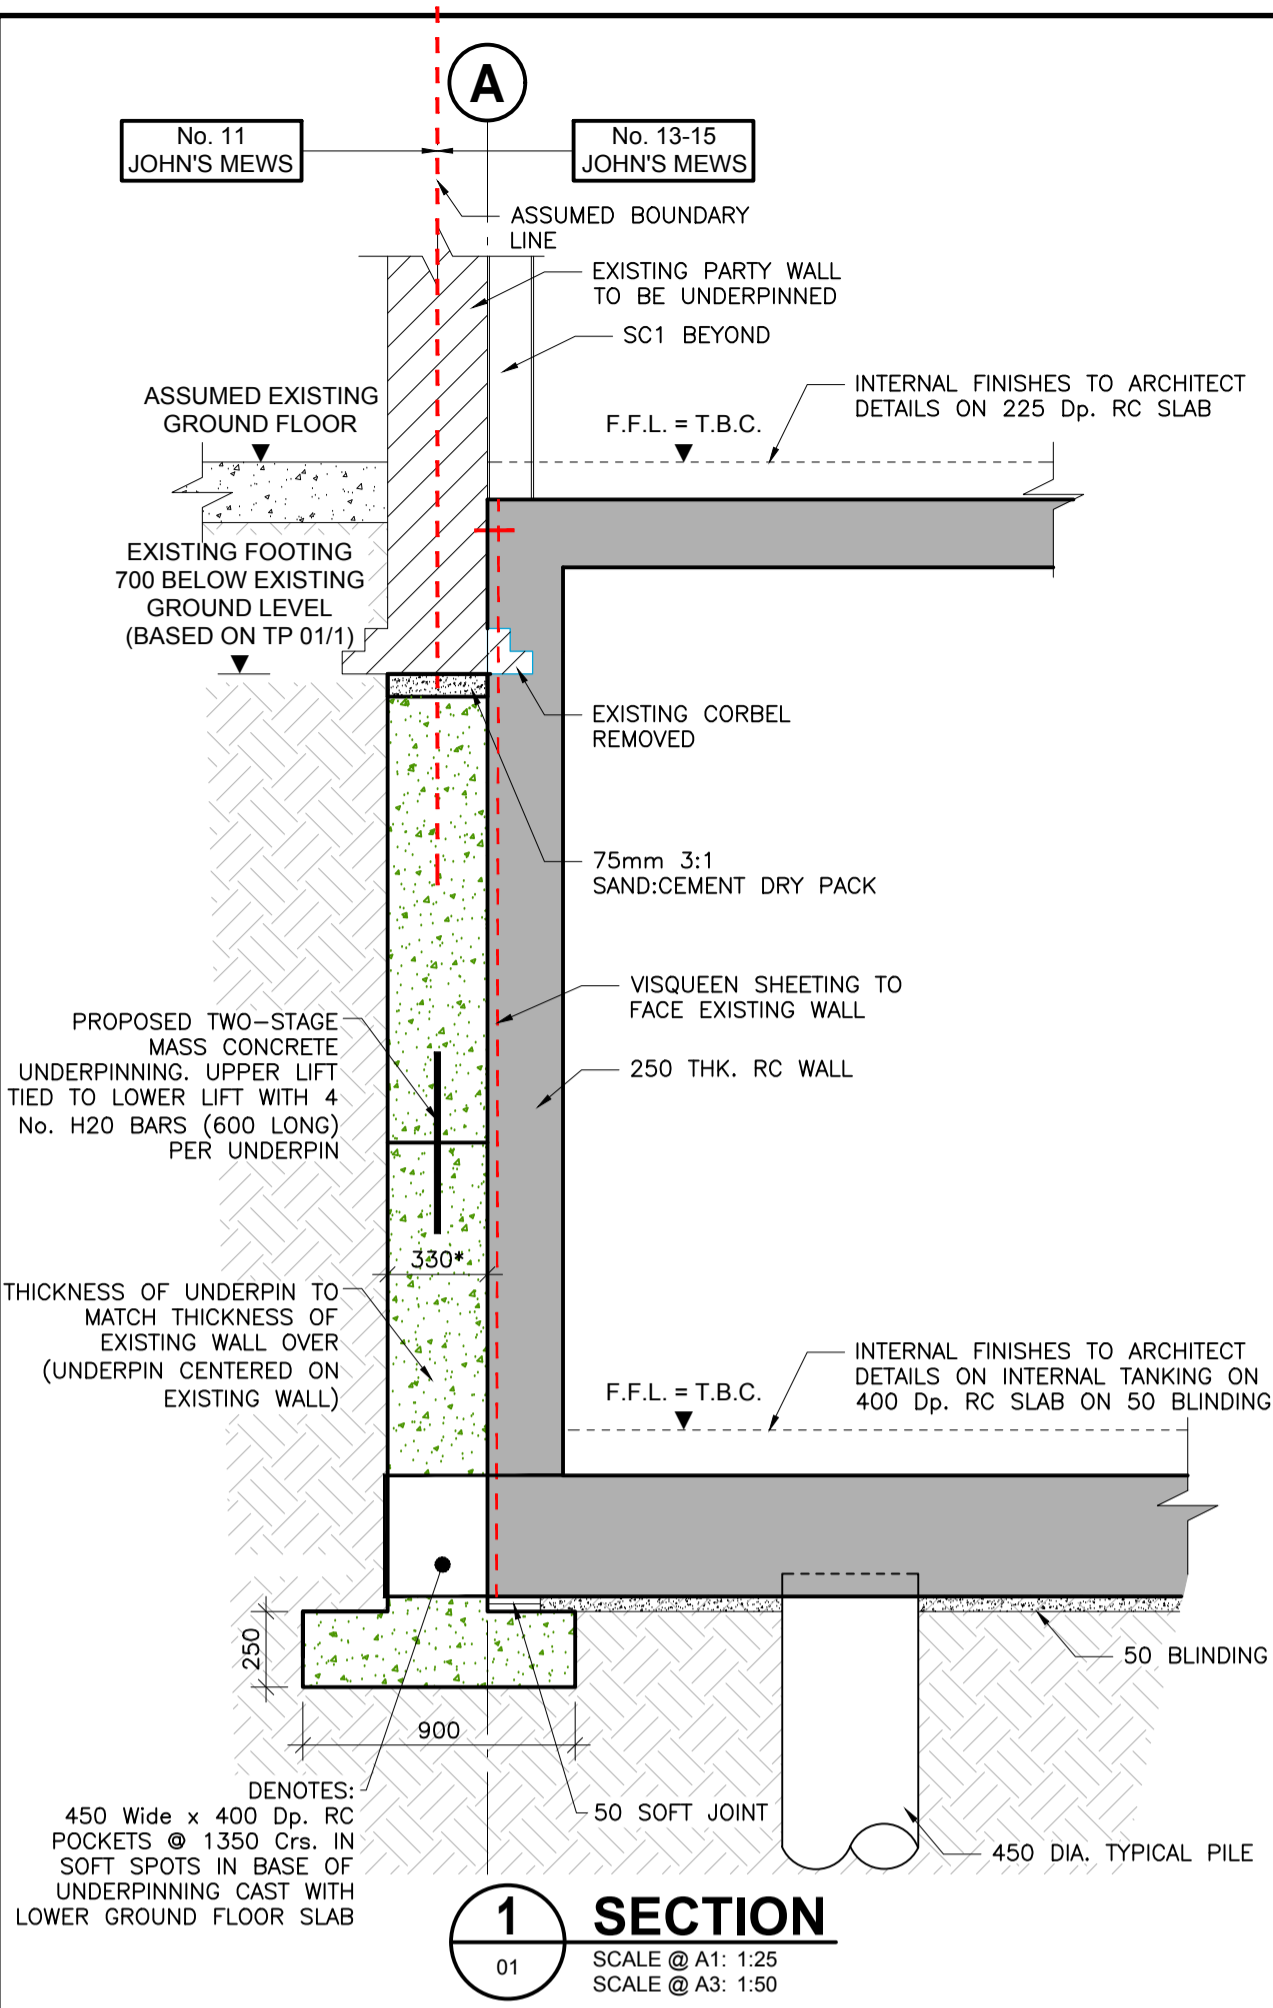 A
No. 11
JOHN'S MEWS
No. 13-15
JOHN'S MEWS
ASSUMED BOUNDARY
LINE
EXISTING PARTY WALL
TO BE UNDERPINNED
SC1 BEYOND
ASSUMED EXISTING
GROUND FLOOR
F.F.L. = T.B.C.
INTERNAL FINISHES TO ARCHITECT
DETAILS ON 225 Dp. RC SLAB
EXISTING FOOTING
700 BELOW EXISTING
GROUND LEVEL
(BASED ON TP 01/1)
EXISTING CORBEL
REMOVED
75mm 3:1
SAND:CEMENT DRY PACK
VISQUEEN SHEETING TO
FACE EXISTING WALL
PROPOSED TWO-STAGE
MASS CONCRETE
UNDERPINNING. UPPER LIFT
TIED TO LOWER LIFT WITH 4
No. H20 BARS (600 LONG)
PER UNDERPIN
250 THK. RC WALL
330*
THICKNESS OF UNDERPIN TO
MATCH THICKNESS OF
EXISTING WALL OVER
(UNDERPIN CENTERED ON
EXISTING WALL)
F.F.L. = T.B.C.
INTERNAL FINISHES TO ARCHITECT
DETAILS ON INTERNAL TANKING ON
400 Dp. RC SLAB ON 50 BLINDING
250
900
50 BLINDING
DENOTES:
450 Wide x 400 Dp. RC
POCKETS @ 1350 Crs. IN
SOFT SPOTS IN BASE OF
UNDERPINNING CAST WITH
LOWER GROUND FLOOR SLAB
50 SOFT JOINT
450 DIA. TYPICAL PILE
1
01
SECTION
SCALE @ A1: 1:25
SCALE @ A3: 1:50